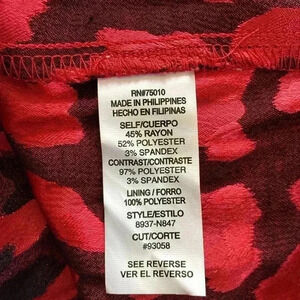 RN#75010
MADE IN PHILIPPINES
HECHO EN FILIPINAS
SELF/CUERPO
45% RAYON
52% POLYESTER
3% SPANDEX
CONTRAST/CONTRASTE
97% POLYESTER
3% SPANDEX
LINING / FORRO
100% POLYESTER
STYLE/ESTILO
8937-N847
CUT/CORTE
#93058
SEE REVERSE
VER EL REVERSO